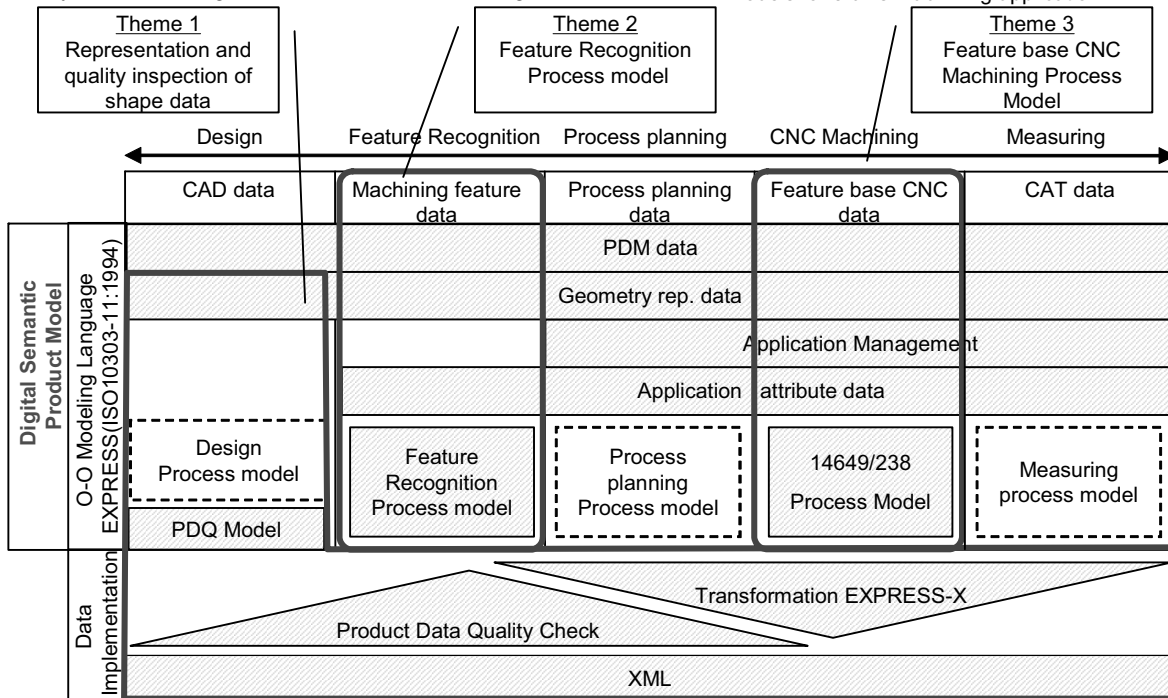 Theme 1
Representation and
quality inspection of
shape data
Theme 2
Feature Recognition
Process model
Theme 3
Feature base CNC
Machining Process
Model
Design
Feature Recognition
Process planning
CNC Machining
Measuring
CAD data
Machining feature
data
Process planning
data
Feature base CNC
data
CAT data
Digital Semantic
Product Model
O-O Modeling Language
EXPRESS(ISO10303-11:1994)
PDM data
Geometry rep. data
Application Management
Application attribute data
Design
Process model
Feature
Recognition
Process model
Process
planning
Process model
14649/238
Process Model
Measuring
process model
PDQ Model
Data
Implementation
Transformation EXPRESS-X
Product Data Quality Check
XML